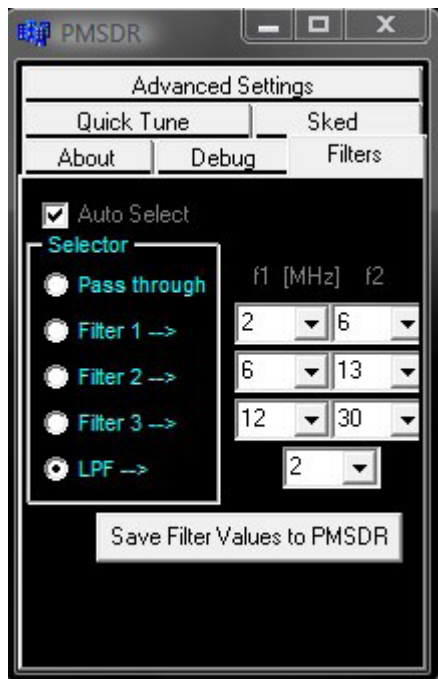 PMSDR
Advanced Settings
Quick Tune Sked
About Debug Filters
Auto Select
Selector
f1 [MHz] f2
Pass through
Filter 1 --> 2 6
Filter 2 --> 6 13
Filter 3 --> 12 30
LPF --> 2
Save Filter Values to PMSDR